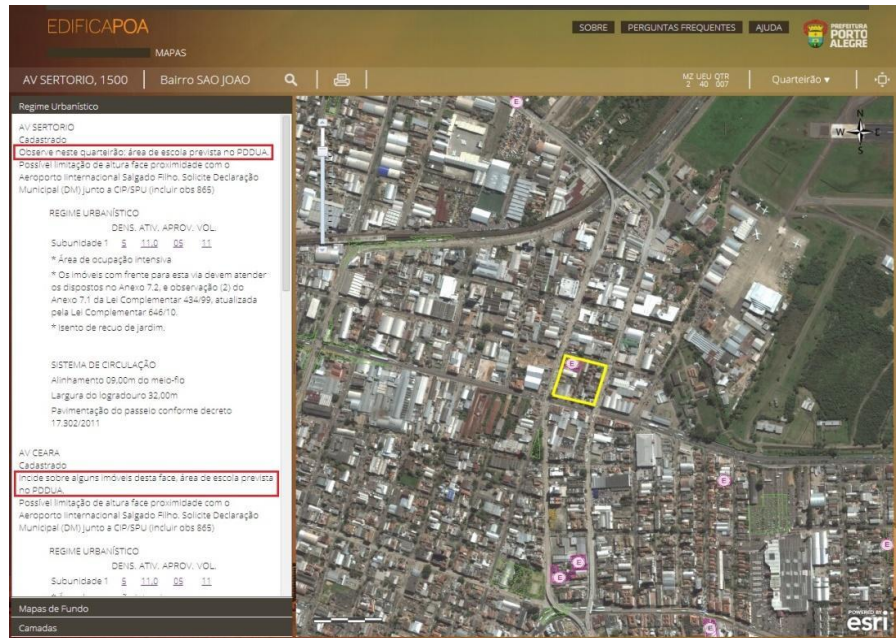 EDIFICAPOA
SOBRE
PERGUNTAS FREQUENTES
AJUDA
PREFEITURA
PORTO
ALEGRE
MAPAS
AV SERTORIO, 1500
Bairro SAO JOAO
MZ UEU QTR
2 40 007
Quarteirão
Regime Urbanístico
AV SERTORIO
Cadastrado
Observe neste quarteirão: área de escola prevista no PDDUA.
Possível limitação de altura face proximidade com o
Aeroporto Internacional Salgado Filho. Solicite Declaração
Municipal (DM) junto a CIP/SPU (incluir obs 865)
REGIME URBANÍSTICO
DENS. ATIV. APROV. VOL.
Subunidade 1 5 11.0 05 11
* Área de ocupação intensiva
* Os imóveis com frente para esta via devem atender
os dispostos no Anexo 7.2, e observação (2) do
Anexo 7.1 da Lei Complementar 434/99, atualizada
pela Lei Complementar 646/10.
* Isento de recuo de jardim.
SISTEMA DE CIRCULAÇÃO
Alinhamento 09,00m do meio-fio
Largura do logradouro 32,00m
Pavimentação do passeio conforme decreto
17.302/2011
AV CEARA
Cadastrado
Incide sobre alguns imóveis desta face, área de escola prevista
no PDDUA.
Possível limitação de altura face proximidade com o
Aeroporto Internacional Salgado Filho. Solicite Declaração
Municipal (DM) junto a CIP/SPU (incluir obs 865)
REGIME URBANÍSTICO
DENS. ATIV. APROV. VOL.
Subunidade 1 5 11.0 05 11
Mapas de Fundo
Camadas
E
N
W E
S
E
E
E
E
E
POWERED BY
esri